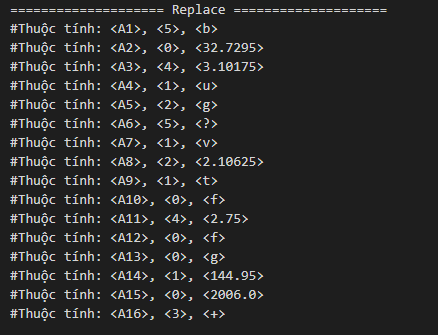 ==================== Replace ====================
#Thuộc tính: <A1>, <5>, <b>
#Thuộc tính: <A2>, <0>, <32.7295>
#Thuộc tính: <A3>, <4>, <3.10175>
#Thuộc tính: <A4>, <1>, <u>
#Thuộc tính: <A5>, <2>, <g>
#Thuộc tính: <A6>, <5>, <?>
#Thuộc tính: <A7>, <1>, <v>
#Thuộc tính: <A8>, <2>, <2.10625>
#Thuộc tính: <A9>, <1>, <t>
#Thuộc tính: <A10>, <0>, <f>
#Thuộc tính: <A11>, <4>, <2.75>
#Thuộc tính: <A12>, <0>, <f>
#Thuộc tính: <A13>, <0>, <g>
#Thuộc tính: <A14>, <1>, <144.95>
#Thuộc tính: <A15>, <0>, <2006.0>
#Thuộc tính: <A16>, <3>, <+>